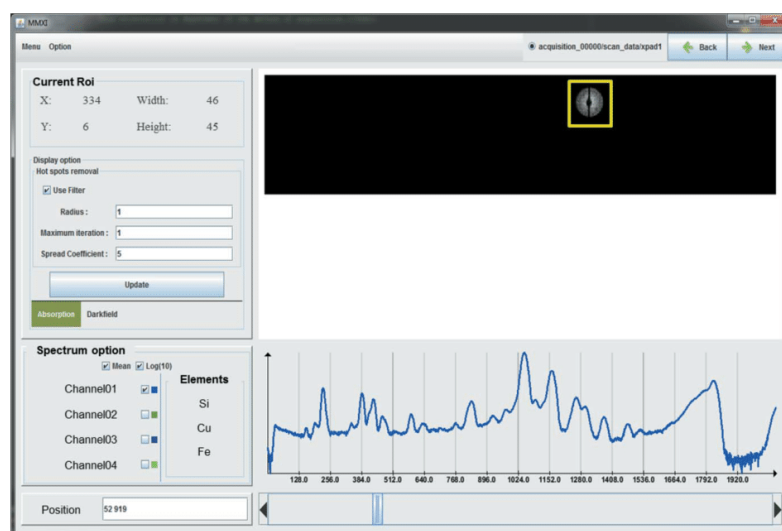 MMXI
Menu Option
acquisition_00000/scan_data/xpad1
Back
Next
Current Roi
X: 334 Width: 46
Y: 6 Height: 45
Display option
Hot spots removal
Use Filter
Radius : 1
Maximum iteration : 1
Spread Coefficient : 5
Update
Absorption Darkfield
Spectrum option
Mean Log(10)
Channel01
Channel02
Channel03
Channel04
Elements
Si
Cu
Fe
128.0 256.0 384.0 512.0 640.0 768.0 896.0 1024.0 1152.0 1280.0 1408.0 1536.0 1664.0 1792.0 1920.0
Position 52 919